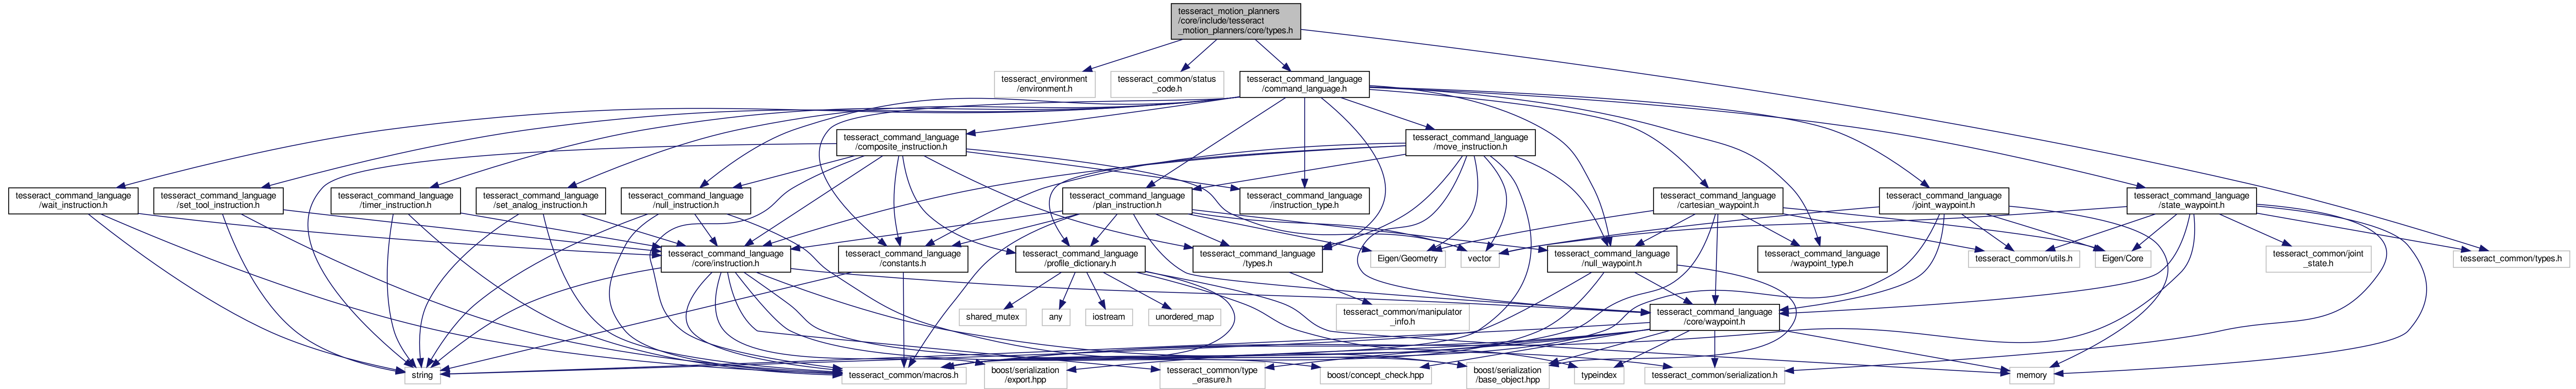 tesseract_motion_planners
/core/include/tesseract
_motion_planners/core/types.h
tesseract_environment
/environment.h
tesseract_common/status
_code.h
tesseract_command_language
/command_language.h
tesseract_command_language
/composite_instruction.h
tesseract_command_language
/move_instruction.h
tesseract_command_language
/wait_instruction.h
tesseract_command_language
/set_tool_instruction.h
tesseract_command_language
/timer_instruction.h
tesseract_command_language
/set_analog_instruction.h
tesseract_command_language
/null_instruction.h
tesseract_command_language
/plan_instruction.h
tesseract_command_language
/instruction_type.h
tesseract_command_language
/cartesian_waypoint.h
tesseract_command_language
/joint_waypoint.h
tesseract_command_language
/state_waypoint.h
tesseract_command_language
/core/instruction.h
tesseract_command_language
/constants.h
tesseract_command_language
/profile_dictionary.h
tesseract_command_language
/types.h
Eigen/Geometry
vector
tesseract_command_language
/null_waypoint.h
tesseract_command_language
/waypoint_type.h
tesseract_common/utils.h
Eigen/Core
tesseract_common/joint
_state.h
tesseract_common/types.h
shared_mutex
any
iostream
unordered_map
tesseract_common/manipulator
_info.h
tesseract_command_language
/core/waypoint.h
string
tesseract_common/macros.h
boost/serialization
/export.hpp
tesseract_common/type
_erasure.h
boost/concept_check.hpp
boost/serialization
/base_object.hpp
typeindex
tesseract_common/serialization.h
memory